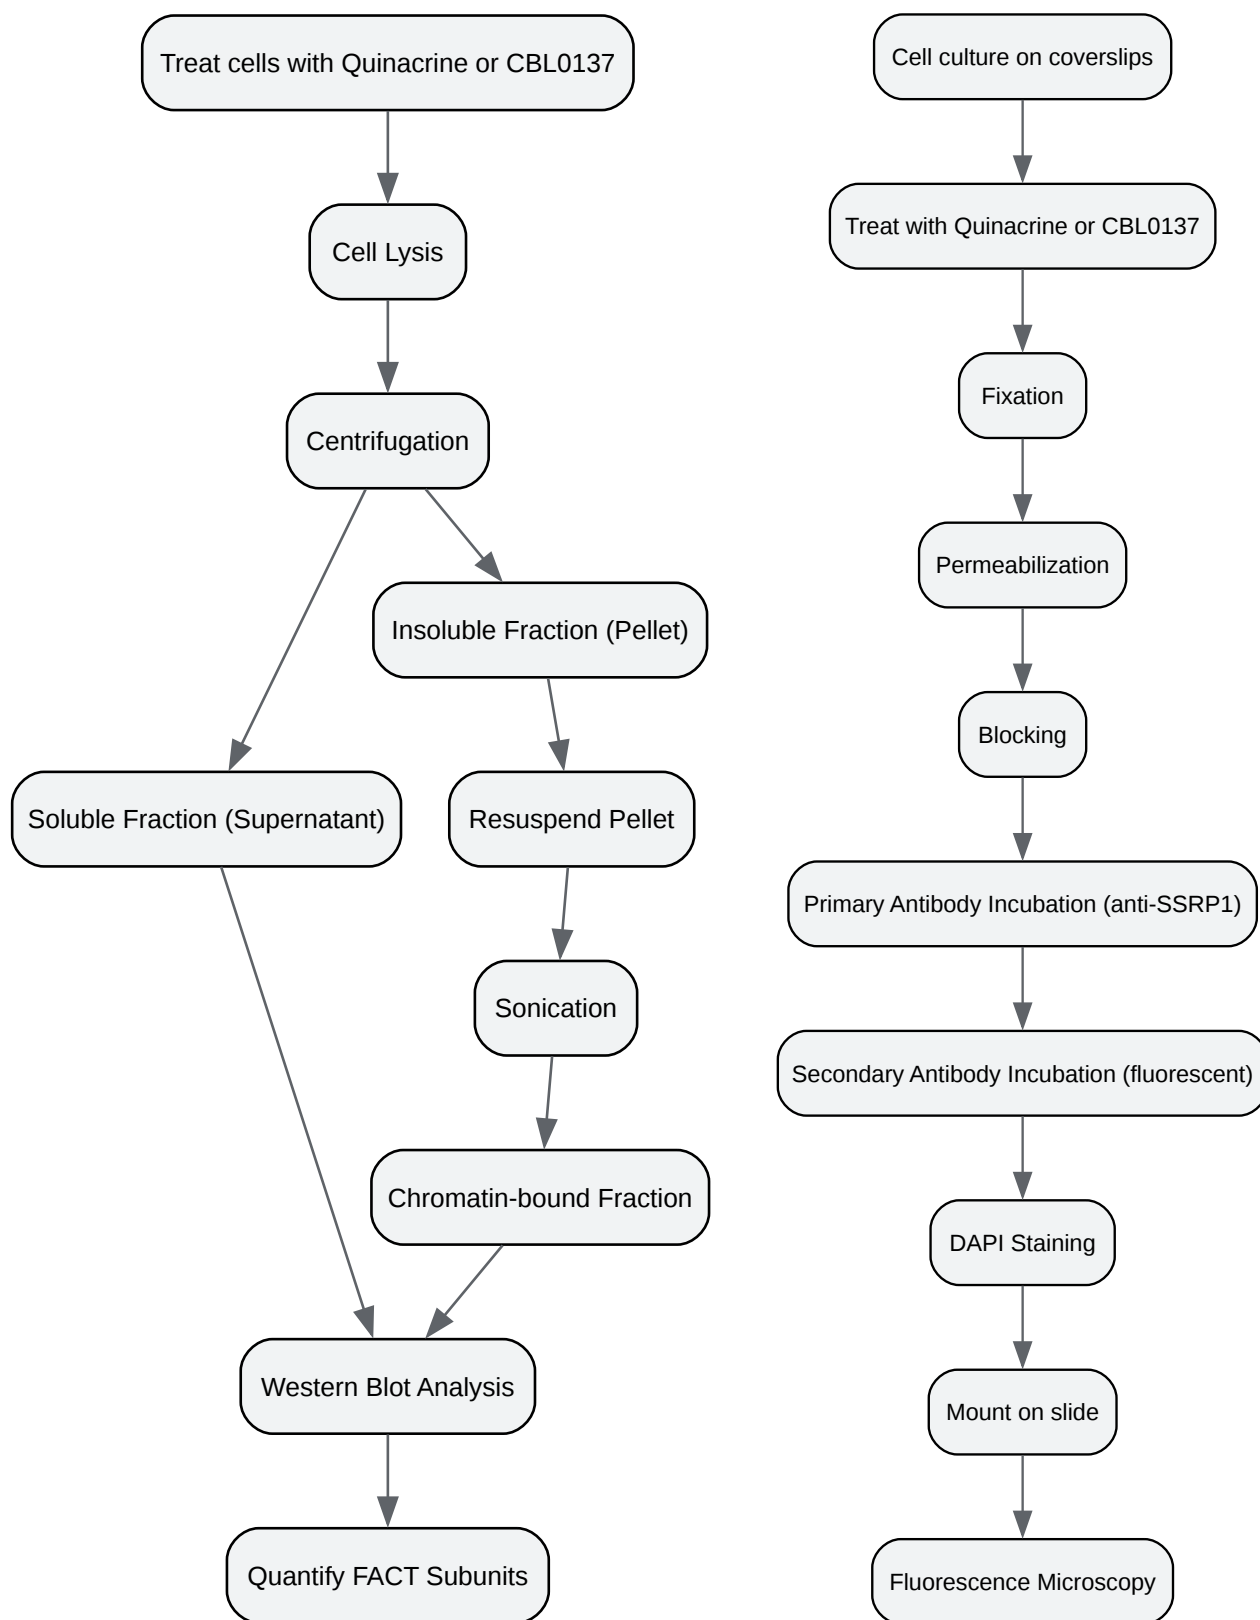 Treat cells with Quinacrine or CBL0137
Cell Lysis
Centrifugation
Insoluble Fraction (Pellet)
Soluble Fraction (Supernatant)
Resuspend Pellet
Sonication
Chromatin-bound Fraction
Western Blot Analysis
Quantify FACT Subunits
Cell culture on coverslips
Treat with Quinacrine or CBL0137
Fixation
Permeabilization
Blocking
Primary Antibody Incubation (anti-SSRP1)
Secondary Antibody Incubation (fluorescent)
DAPI Staining
Mount on slide
Fluorescence Microscopy